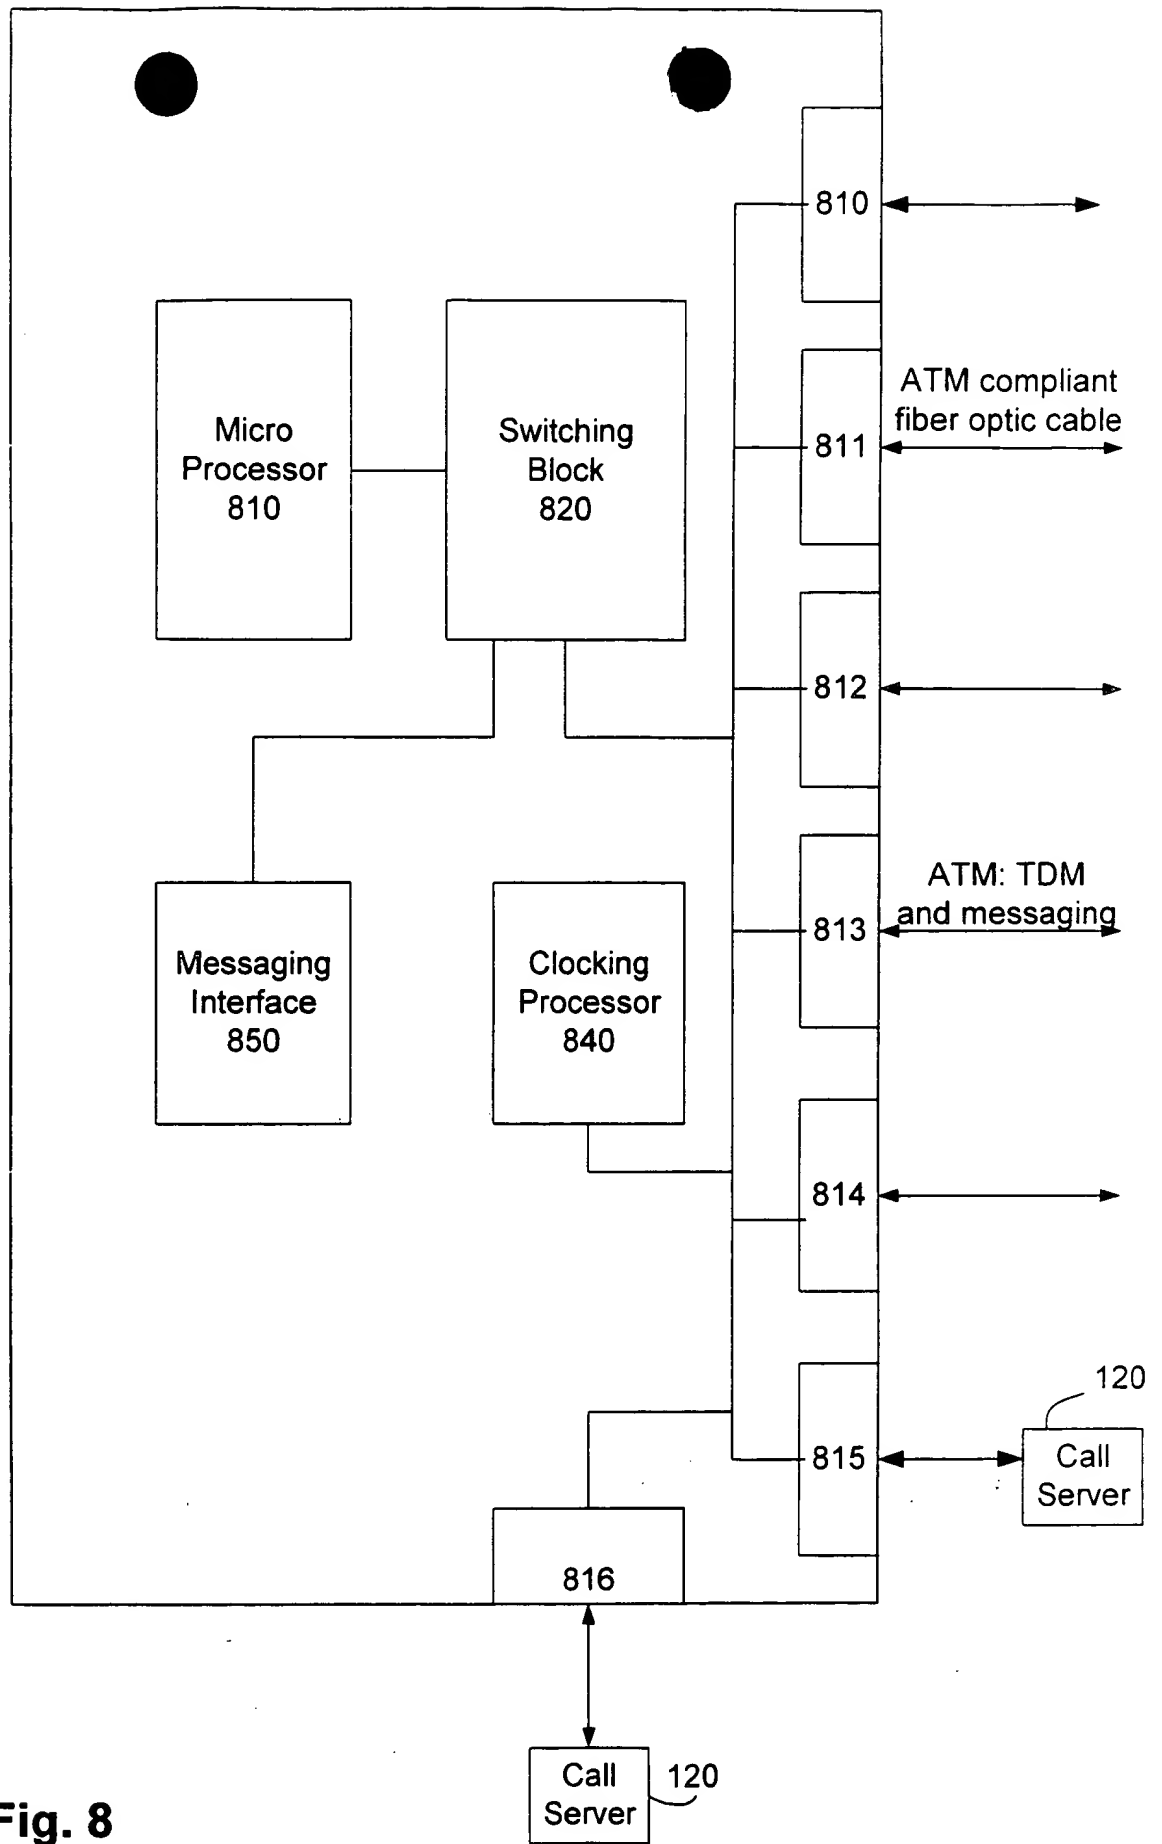 810
ATM compliant
fiber optic cable
811
Micro
Processor
810
Switching
Block
820
812
ATM: TDM
and messaging
813
Messaging
Interface
850
Clocking
Processor
840
814
120
815
Call
Server
816
Call
Server
120
Fig. 8